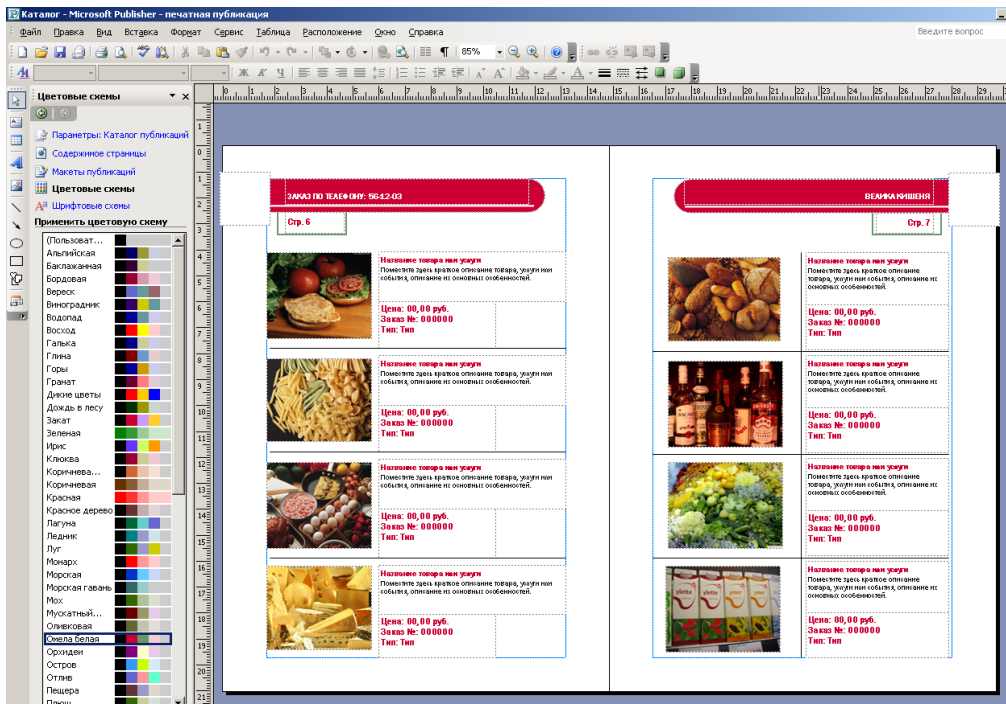 Каталог - Microsoft Publisher - печатная публикация
Файл Правка Вид Вставка Формат Сервис Таблица Расположение Окно Справка
Введите вопрос
85%
Цветовые схемы
Параметры: Каталог публикаций
Содержимое страницы
Макеты публикаций
Цветовые схемы
Шрифтовые схемы
Применить цветовую схему
(Пользоват...
Альпийская
Баклажанная
Бордовая
Вереск
Виноградник
Водопад
Восход
Галька
Глина
Горы
Гранат
Дикие цветы
Дождь в лесу
Закат
Зеленая
Ирис
Клюква
Коричнева...
Коричневая
Красная
Красное дерево
Лагуна
Ледник
Луг
Монарх
Морская
Морская гавань
Мох
Мускатный...
Оливковая
Омела белая
Орхидеи
Остров
Отлив
Пещера
Плющ
ЗАКАЗ ПО ТЕЛЕФОНУ: 56-12-03
Стр. 6
Название товара или услуги
Поместите здесь краткое описание товара, услуги или
события, описание их основных особенностей.
Цена: 00,00 руб.
Заказ №: 000000
Тип: Тип
Название товара или услуги
Поместите здесь краткое описание товара, услуги или
события, описание их основных особенностей.
Цена: 00,00 руб.
Заказ №: 000000
Тип: Тип
Название товара или услуги
Поместите здесь краткое описание товара, услуги или
события, описание их основных особенностей.
Цена: 00,00 руб.
Заказ №: 000000
Тип: Тип
Название товара или услуги
Поместите здесь краткое описание товара, услуги или
события, описание их основных особенностей.
Цена: 00,00 руб.
Заказ №: 000000
Тип: Тип
ВЕЛИКА КИШЕНЯ
Стр. 7
Название товара или услуги
Поместите здесь краткое описание
товара, услуги или события, описание их
основных особенностей.
Цена: 00,00 руб.
Заказ №: 000000
Тип: Тип
Название товара или услуги
Поместите здесь краткое описание
товара, услуги или события, описание их
основных особенностей.
Цена: 00,00 руб.
Заказ №: 000000
Тип: Тип
Название товара или услуги
Поместите здесь краткое описание
товара, услуги или события, описание их
основных особенностей.
Цена: 00,00 руб.
Заказ №: 000000
Тип: Тип
Название товара или услуги
Поместите здесь краткое описание
товара, услуги или события, описание их
основных особенностей.
Цена: 00,00 руб.
Заказ №: 000000
Тип: Тип